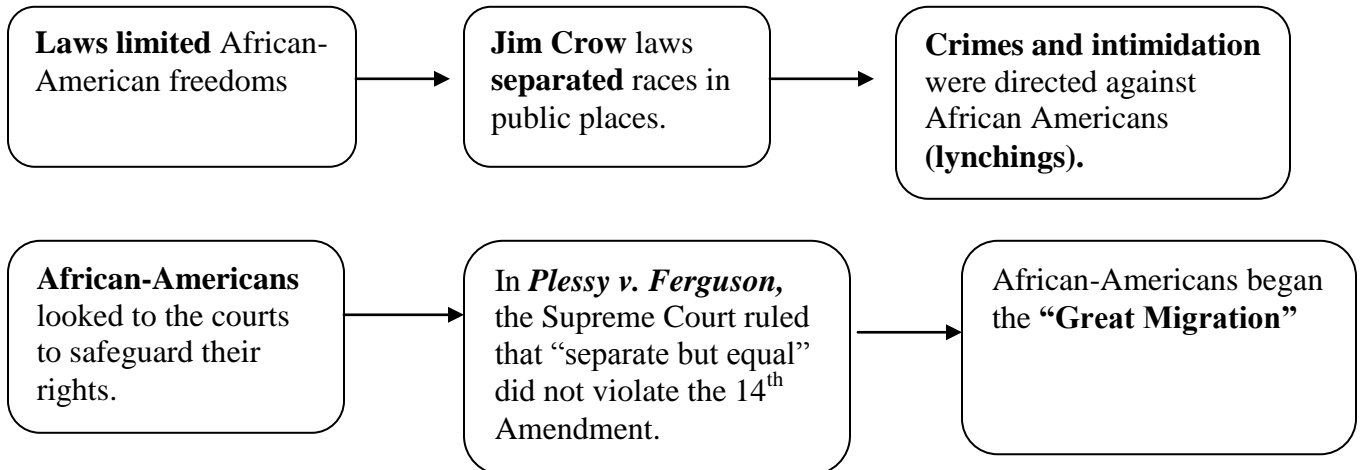 Laws limited African-
American freedoms
Jim Crow laws
separated races in
public places.
Crimes and intimidation
were directed against
African Americans
(lynchings).
African-Americans
looked to the courts
to safeguard their
rights.
In Plessy v. Ferguson,
the Supreme Court ruled
that “separate but equal”
did not violate the 14th
Amendment.
African-Americans began
the “Great Migration”